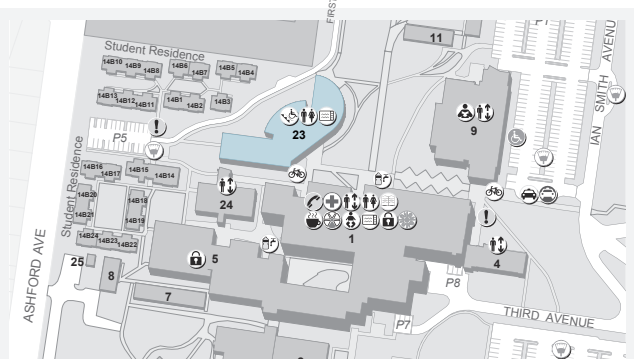 FIRST
P1
11
Student Residence
14B10
14B9
14B8
14B6
14B7
14B5
14B4
14B13
14B12
14B11
14B1
14B2
14B3
IAN SMITH AVENU
P5
23
9
14B16
14B17
14B15
14B14
Student Residence
14B20
14B21
14B18
14B19
24
14B24
14B23
14B22
1
25
8
5
4
7
P8
ASHFORD AVE
THIRD AVENUE
P7